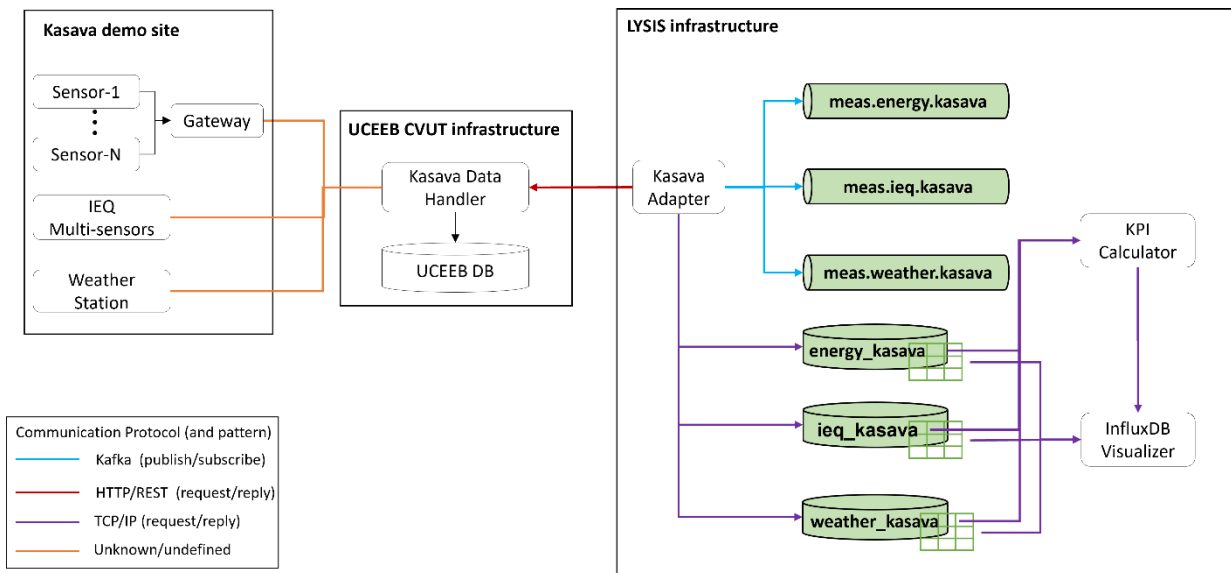 Kasava demo site
Sensor-1
Sensor-N
Gateway
IEQ
Multi-sensors
Weather
Station
UCEEB CVUT infrastructure
Kasava Data
Handler
UCEEB DB
LYSIS infrastructure
Kasava
Adapter
meas.energy.kasava
meas.ieq.kasava
meas.weather.kasava
energy_kasava
ieq_kasava
weather_kasava
KPI
Calculator
InfluxDB
Visualizer
Communication Protocol (and pattern)
Kafka (publish/subscribe)
HTTP/REST (request/reply)
TCP/IP (request/reply)
Unknown/undefined